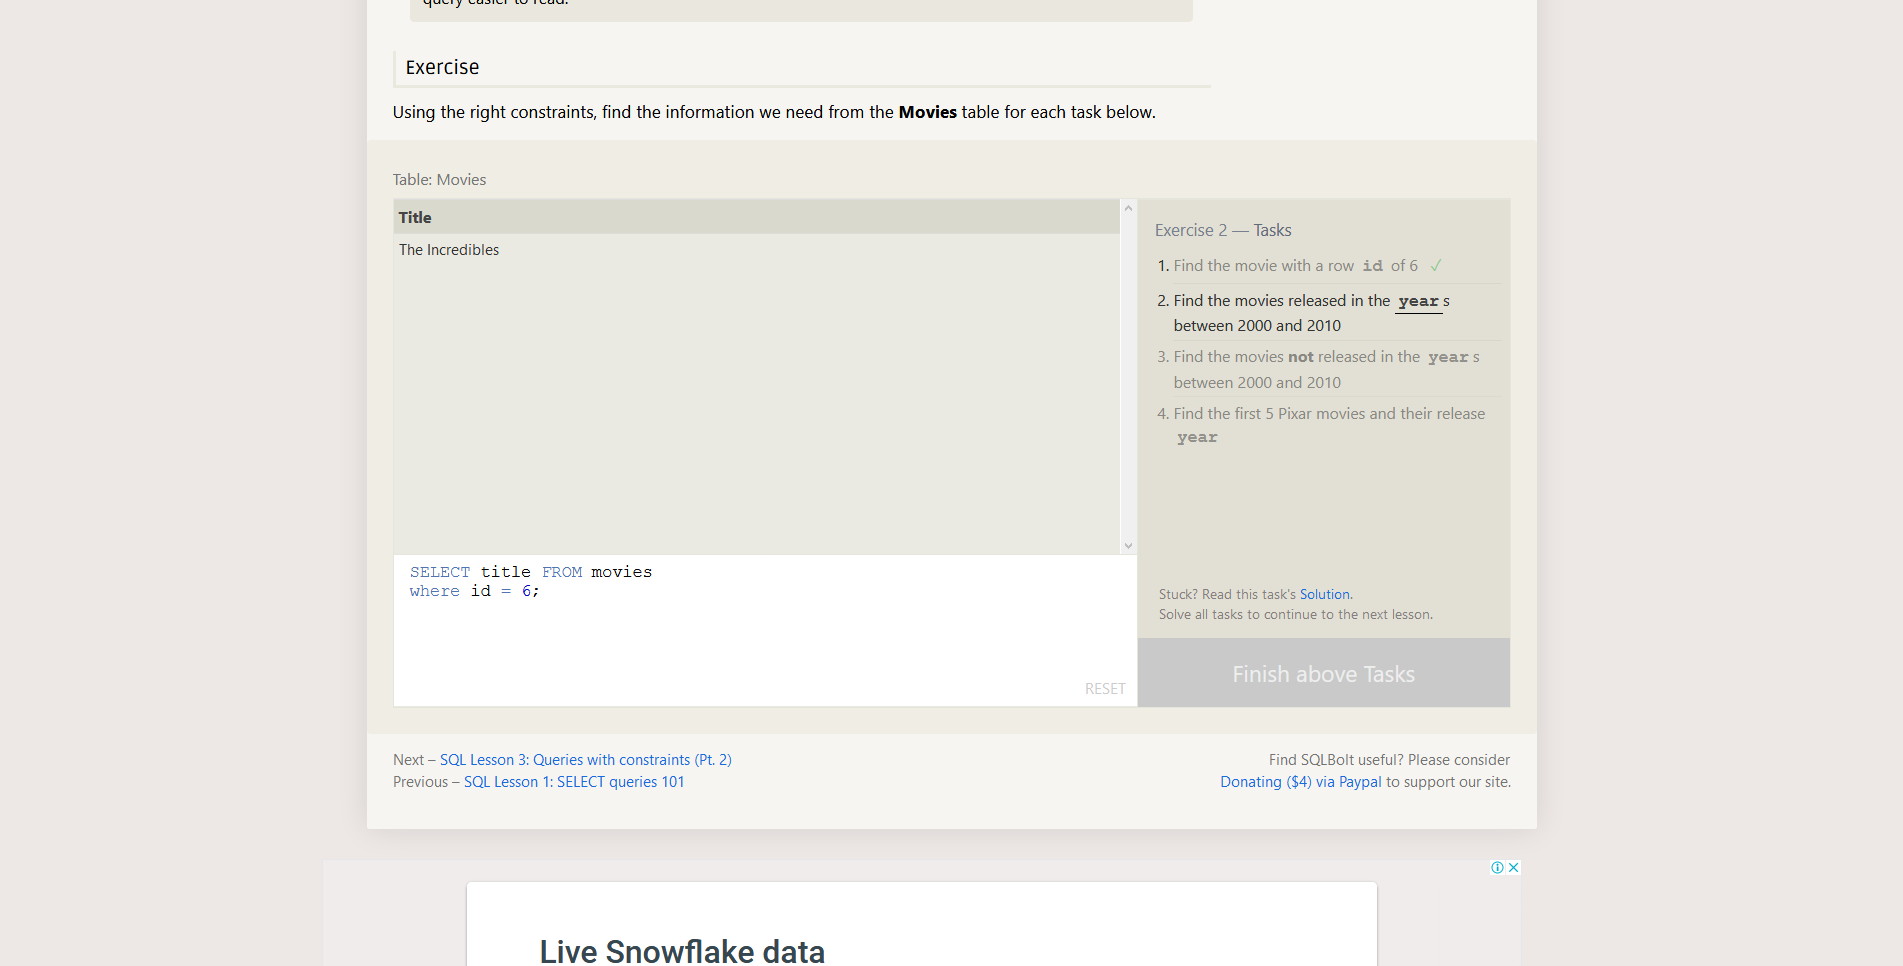 query easier to read.
Exercise
Using the right constraints, find the information we need from the Movies table for each task below.
Table: Movies
Title
The Incredibles
SELECT title FROM movies
where id = 6;
RESET
Exercise 2 — Tasks
1. Find the movie with a row id of 6 ✓
2. Find the movies released in the year s
between 2000 and 2010
3. Find the movies not released in the year s
between 2000 and 2010
4. Find the first 5 Pixar movies and their release
year
Stuck? Read this task's Solution.
Solve all tasks to continue to the next lesson.
Finish above Tasks
Next – SQL Lesson 3: Queries with constraints (Pt. 2)
Previous – SQL Lesson 1: SELECT queries 101
Find SQLBolt useful? Please consider
Donating ($4) via Paypal to support our site.
Live Snowflake data